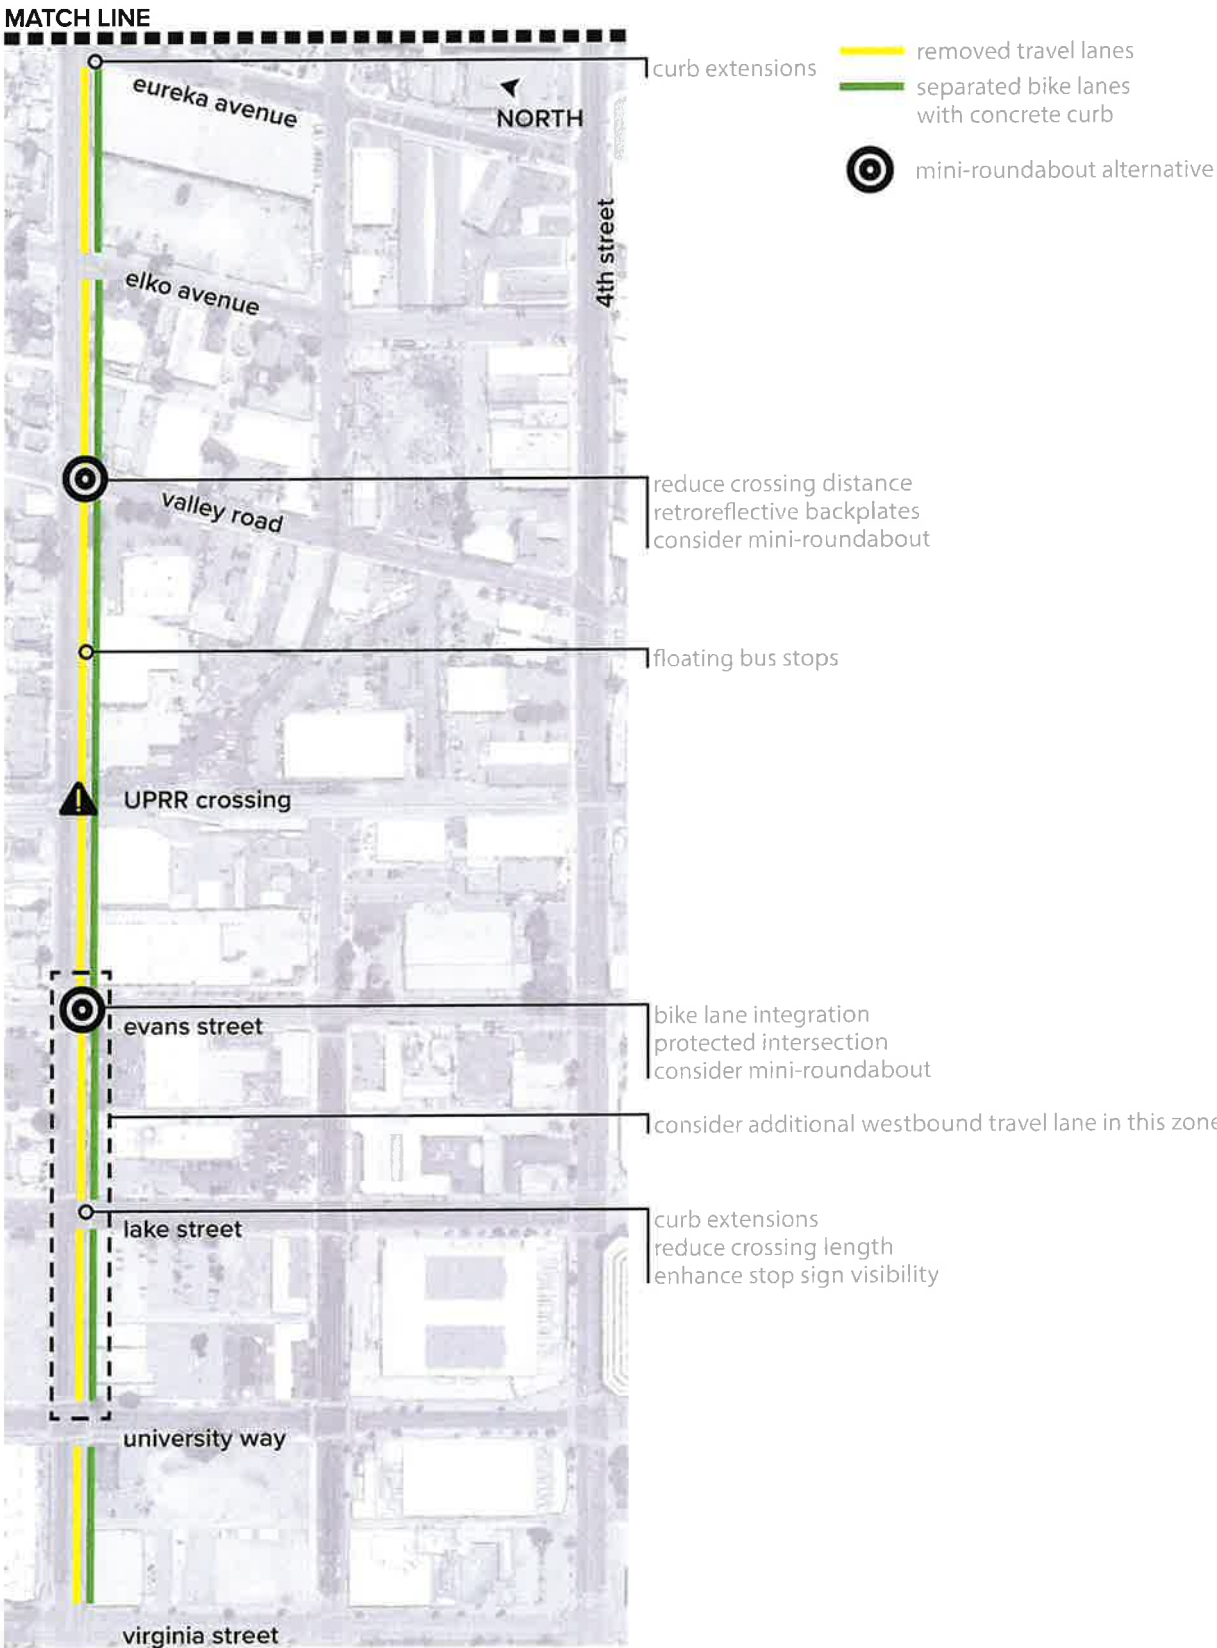 MATCH LINE
removed travel lanes
separated bike lanes
with concrete curb
mini-roundabout alternative
curb extensions
eureka avenue
NORTH
4th street
elko avenue
valley road
reduce crossing distance
retroreflective backplates
consider mini-roundabout
floating bus stops
UPRR crossing
evans street
bike lane integration
protected intersection
consider mini-roundabout
consider additional westbound travel lane in this zone
lake street
curb extensions
reduce crossing length
enhance stop sign visibility
university way
virginia street